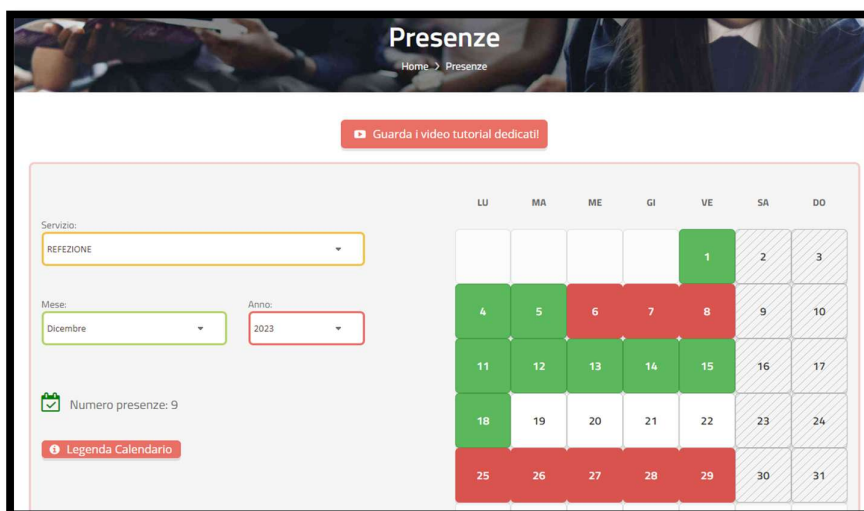 Presenze
Home > Presenze
Guarda i video tutorial dedicati!
Servizio:
REFEZIONE
Mese:
Anno:
Dicembre
2023
Numero presenze: 9
Legenda Calendario
LU MA ME GI VE SA DO
1 2 3
4 5 6 7 8 9 10
11 12 13 14 15 16 17
18 19 20 21 22 23 24
25 26 27 28 29 30 31